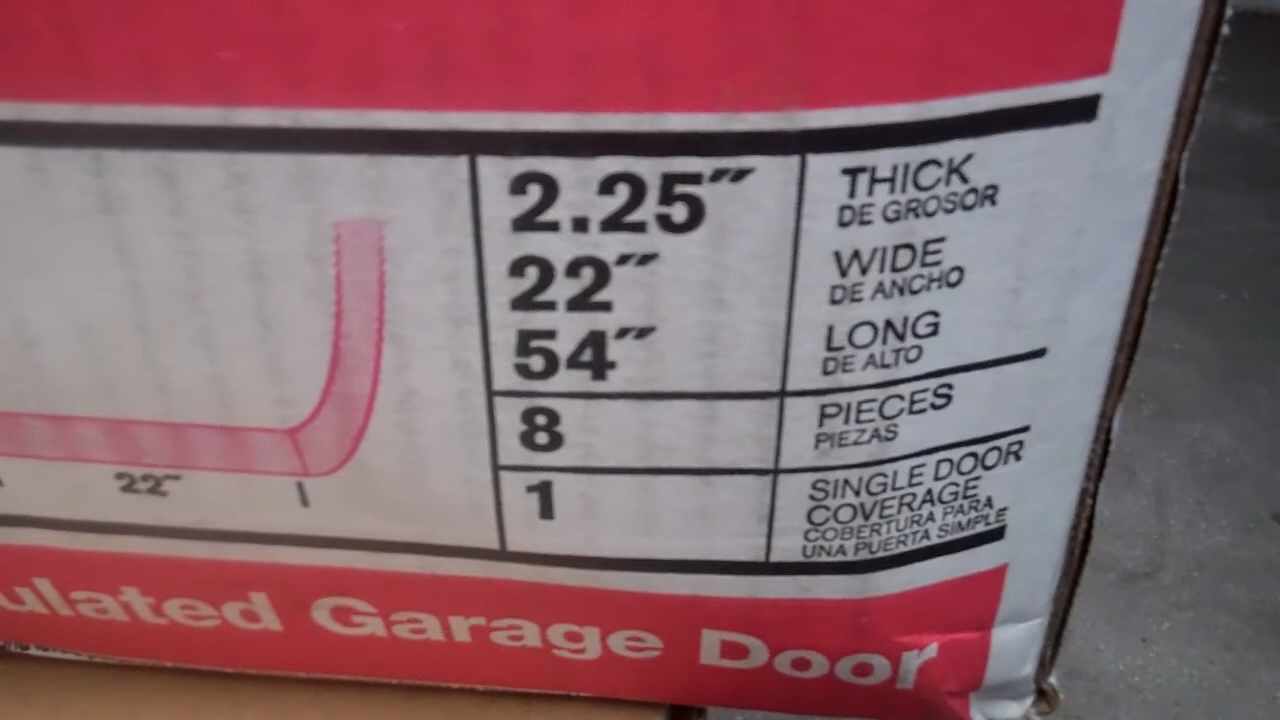 2.25″ THICK
DE GROSOR
22″ WIDE
DE ANCHO
54″ LONG
DE ALTO
8 PIECES
PIEZAS
1 SINGLE DOOR
COVERAGE
COBERTURA PARA
UNA PUERTA SIMPLE
22″
ulated Garage Door